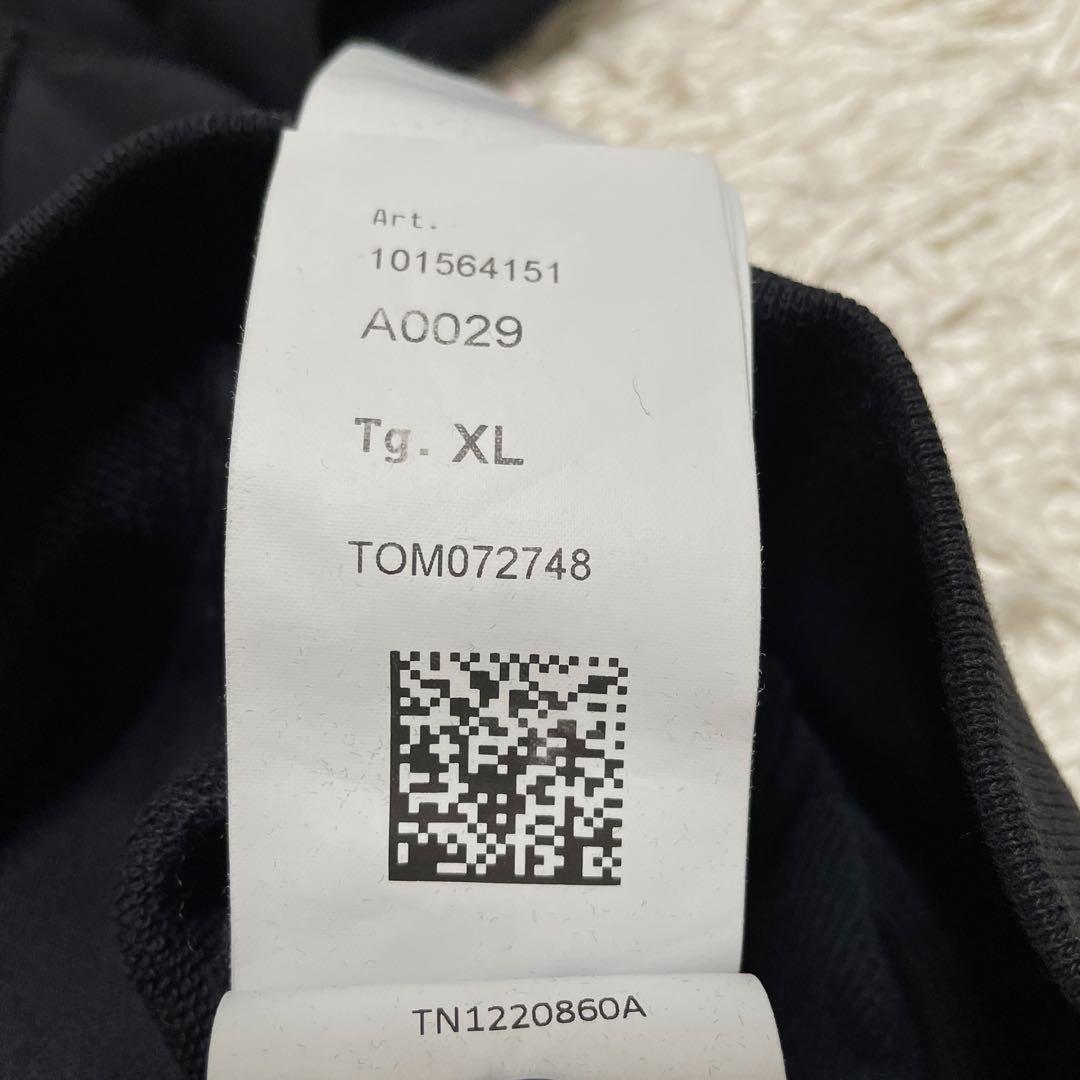 Art.
101564151
A0029
Tg. XL
TOM072748
TN1220860A